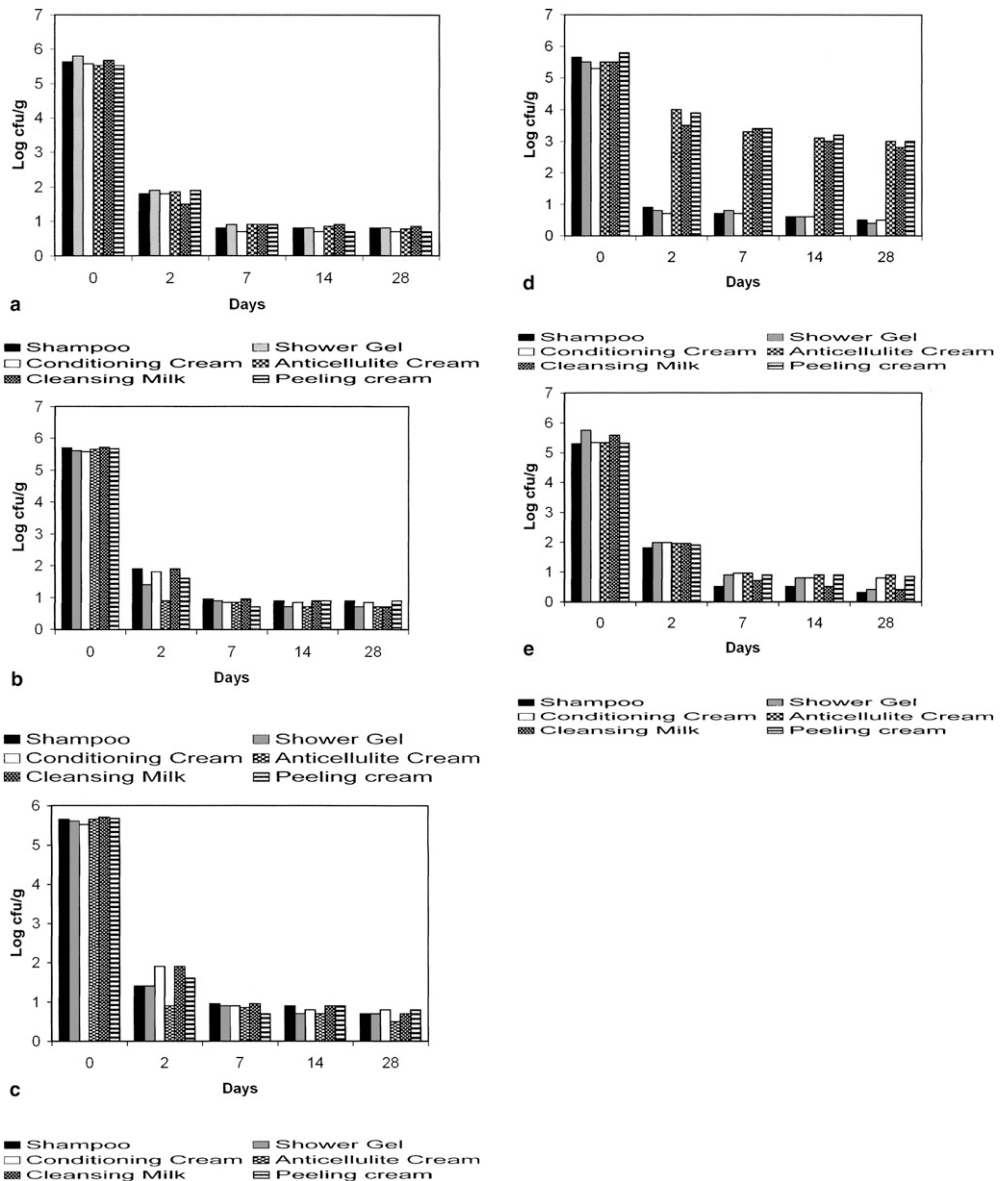 7
6
5
4
3
2
1
0
Log cfu/g
0 2 7 14 28
Days
a
Shampoo Shower Gel
Conditioning Cream Anticellulite Cream
Cleansing Milk Peeling cream
7
6
5
4
3
2
1
0
Log cfu/g
0 2 7 14 28
Days
b
Shampoo Shower Gel
Conditioning Cream Anticellulite Cream
Cleansing Milk Peeling cream
6
5
4
3
2
1
0
Log cfu/g
0 2 7 14 28
Days
c
Shampoo Shower Gel
Conditioning Cream Anticellulite Cream
Cleansing Milk Peeling cream
7
6
5
4
3
2
1
0
Log cfu/g
0 2 7 14 28
Days
d
Shampoo Shower Gel
Conditioning Cream Anticellulite Cream
Cleansing Milk Peeling cream
7
6
5
4
3
2
1
0
Log cfu/g
0 2 7 14 28
Days
e
Shampoo Shower Gel
Conditioning Cream Anticellulite Cream
Cleansing Milk Peeling cream